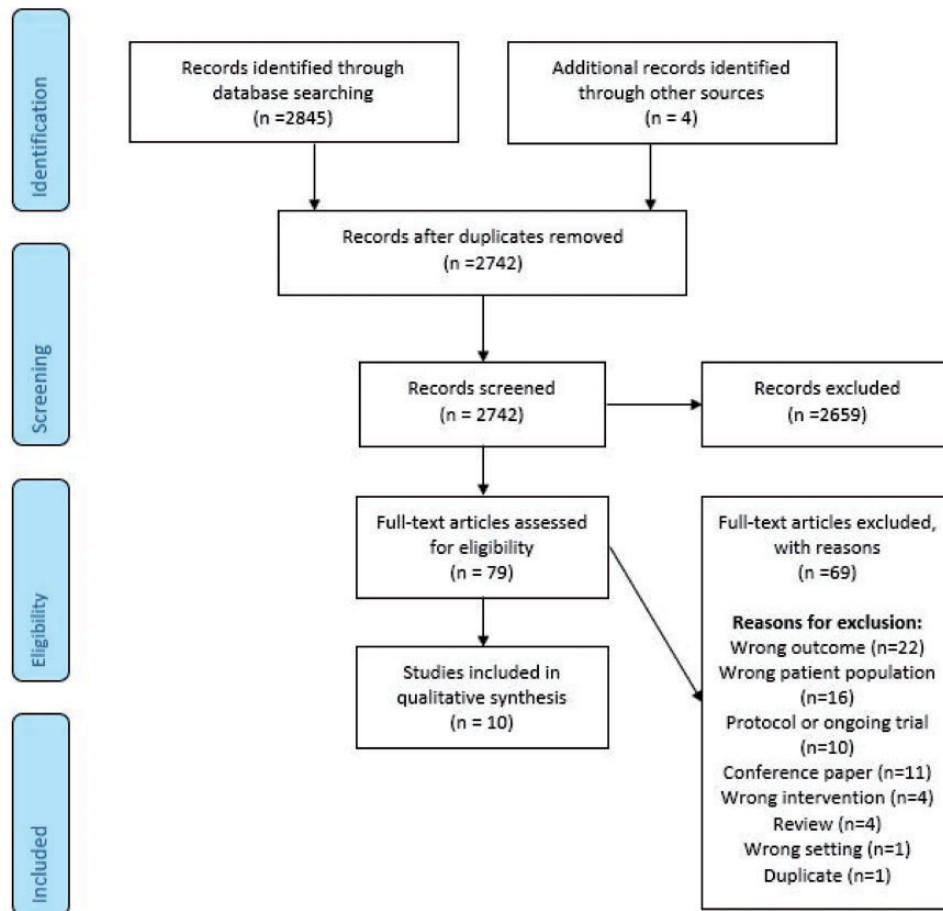 Identification
Records identified through
database searching
(n =2845)
Additional records identified
through other sources
(n = 4)
Records after duplicates removed
(n =2742)
Screening
Records screened
(n = 2742)
Records excluded
(n =2659)
Eligibility
Full-text articles assessed
for eligibility
(n = 79)
Full-text articles excluded,
with reasons
(n =69)
Reasons for exclusion:
Wrong outcome (n=22)
Wrong patient population
(n=16)
Protocol or ongoing trial
(n=10)
Conference paper (n=11)
Wrong intervention (n=4)
Review (n=4)
Wrong setting (n=1)
Duplicate (n=1)
Studies included in
qualitative synthesis
(n = 10)
Included